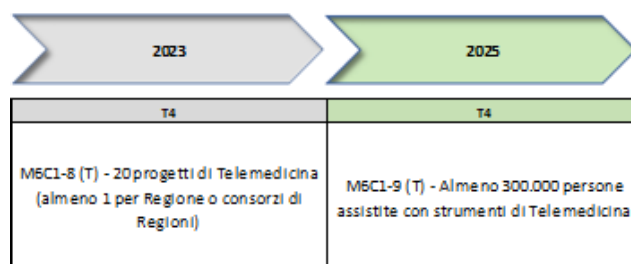 2023
2025
T4
T4
M6C1-8 (T) - 20 progetti di Telemedicina
(almeno 1 per Regione o consorzi di
Regioni)
M6C1-9 (T) - Almeno 300.000 persone
assistite con strumenti di Telemedicina